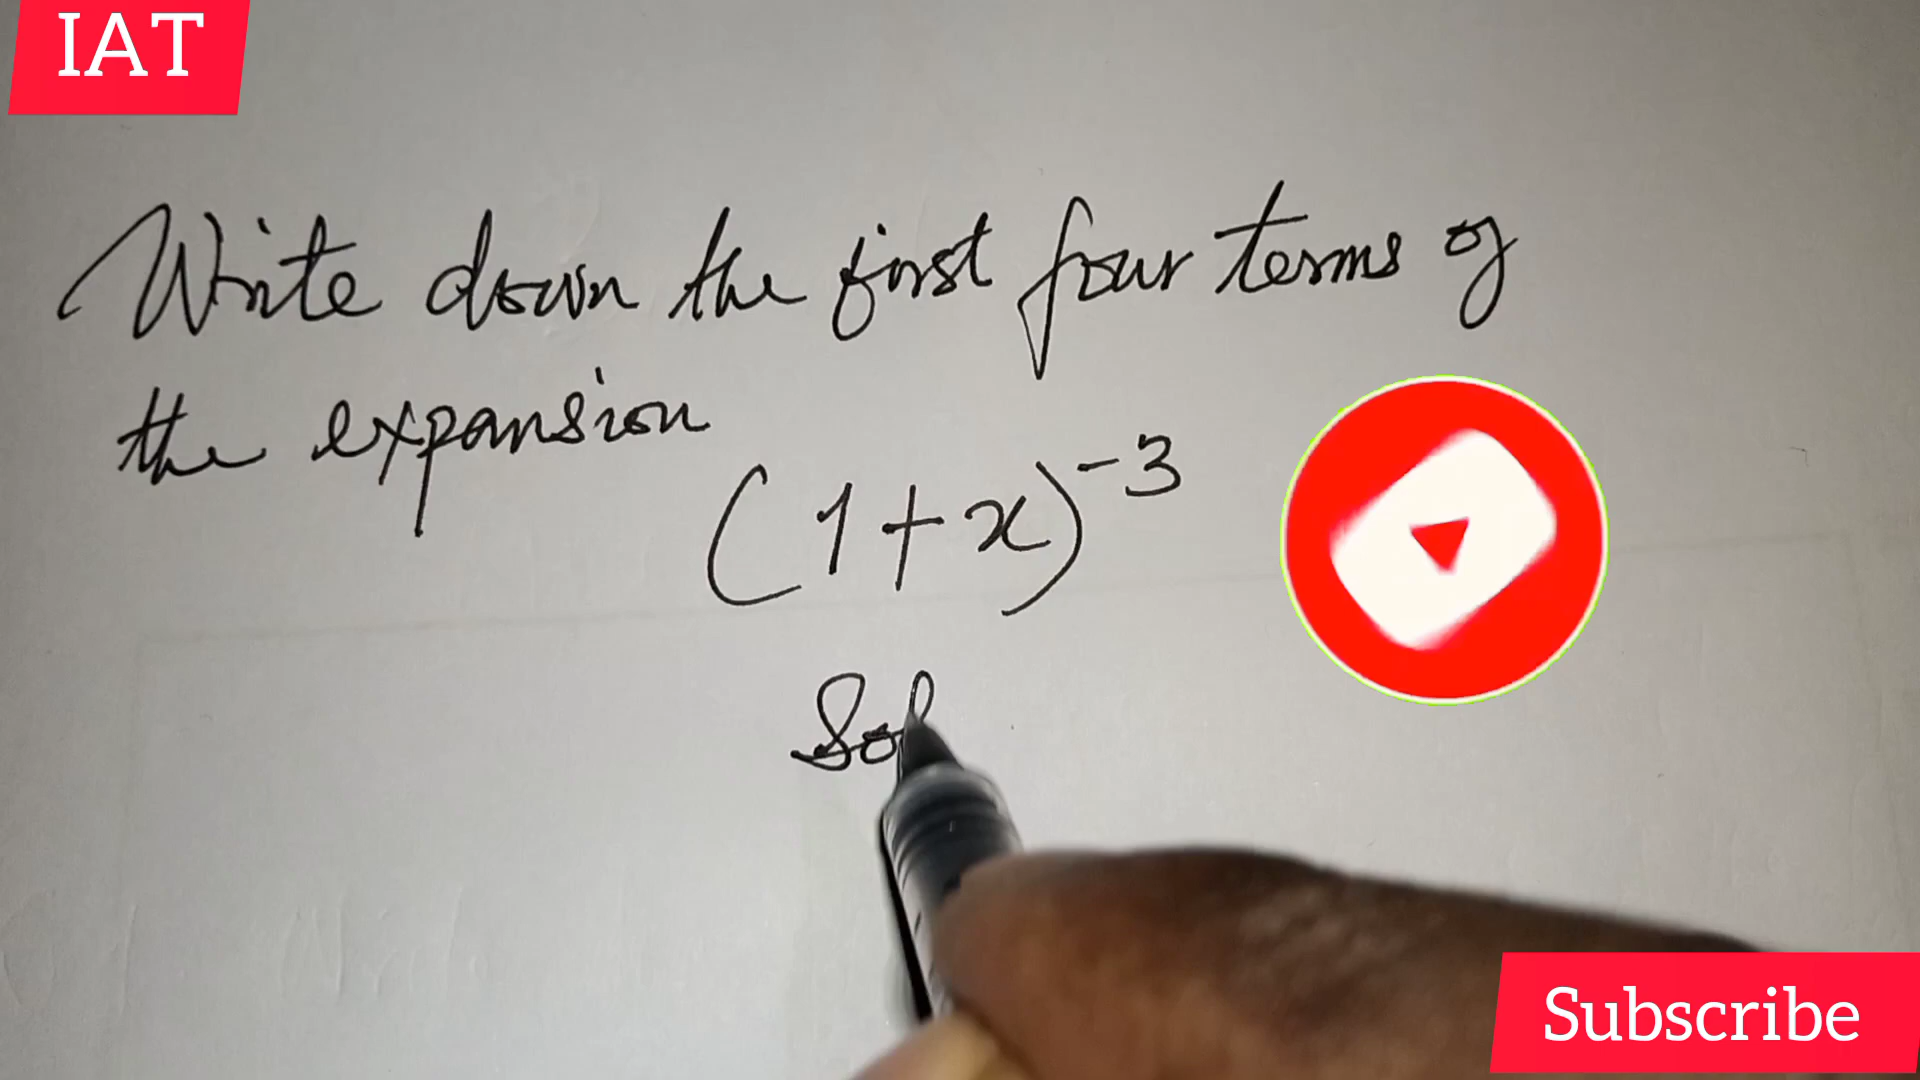 IAT
Write down the first four terms of
the expansion
(1+x)⁻³
Sol
Subscribe